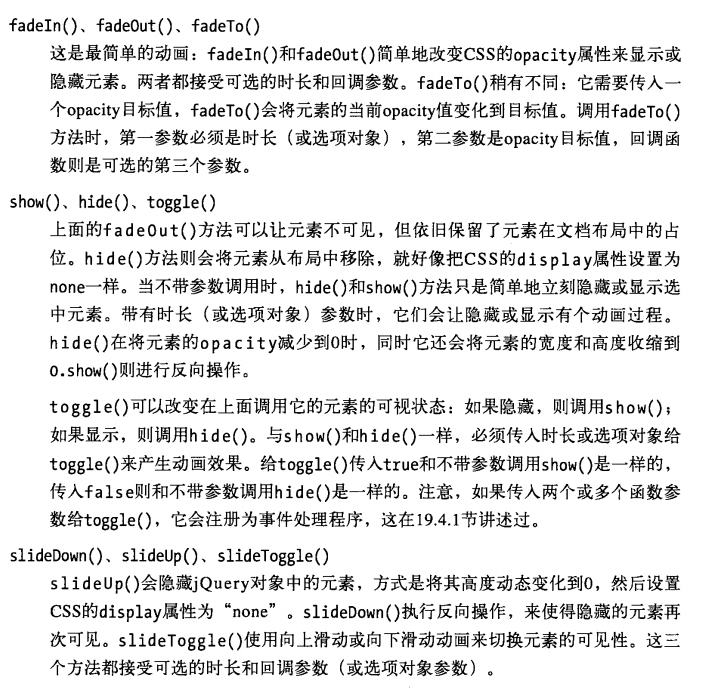 fadeIn()、fadeOut()、fadeTo()
这是最简单的动画：fadeIn()和fadeOut()简单地改变CSS的opacity属性来显示或
隐藏元素。两者都接受可选的时长和回调参数。fadeTo()稍有不同：它需要传入一
个opacity目标值，fadeTo()会将元素的当前opacity值变化到目标值。调用fadeTo()
方法时，第一参数必须是时长（或选项对象），第二参数是opacity目标值，回调函
数则是可选的第三个参数。
show()、hide()、toggle()
上面的fadeOut()方法可以让元素不可见，但依旧保留了元素在文档布局中的占
位。hide()方法则会将元素从布局中移除，就好像把CSS的display属性设置为
none一样。当不带参数调用时，hide()和show()方法只是简单地立刻隐藏或显示选
中元素。带有时长（或选项对象）参数时，它们会让隐藏或显示有个动画过程。
hide()在将元素的opacity减少到0时，同时它还会将元素的宽度和高度收缩到
0.show()则进行反向操作。
toggle()可以改变在上面调用它的元素的可视状态：如果隐藏，则调用show()；
如果显示，则调用hide()。与show()和hide()一样，必须传入时长或选项对象给
toggle()来产生动画效果。给toggle()传入true和不带参数调用show()是一样的，
传入false则和不带参数调用hide()是一样的。注意，如果传入两个或多个函数参
数给toggle()，它会注册为事件处理程序，这在19.4.1节讲述过。
slideDown()、slideUp()、slideToggle()
slideUp()会隐藏jQuery对象中的元素，方式是将其高度动态变化到0，然后设置
CSS的display属性为“none”。slideDown()执行反向操作，来使得隐藏的元素再
次可见。slideToggle()使用向上滑动或向下滑动动画来切换元素的可见性。这三
个方法都接受可选的时长和回调参数（或选项对象参数）。